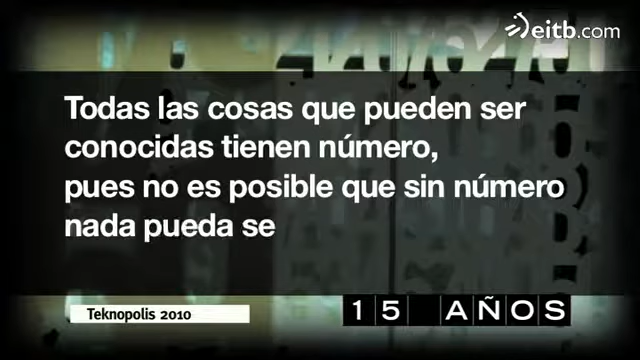 eitb.com
Todas las cosas que pueden ser
conocidas tienen número,
pues no es posible que sin número
nada pueda se
Teknopolis 2010
15 AÑOS